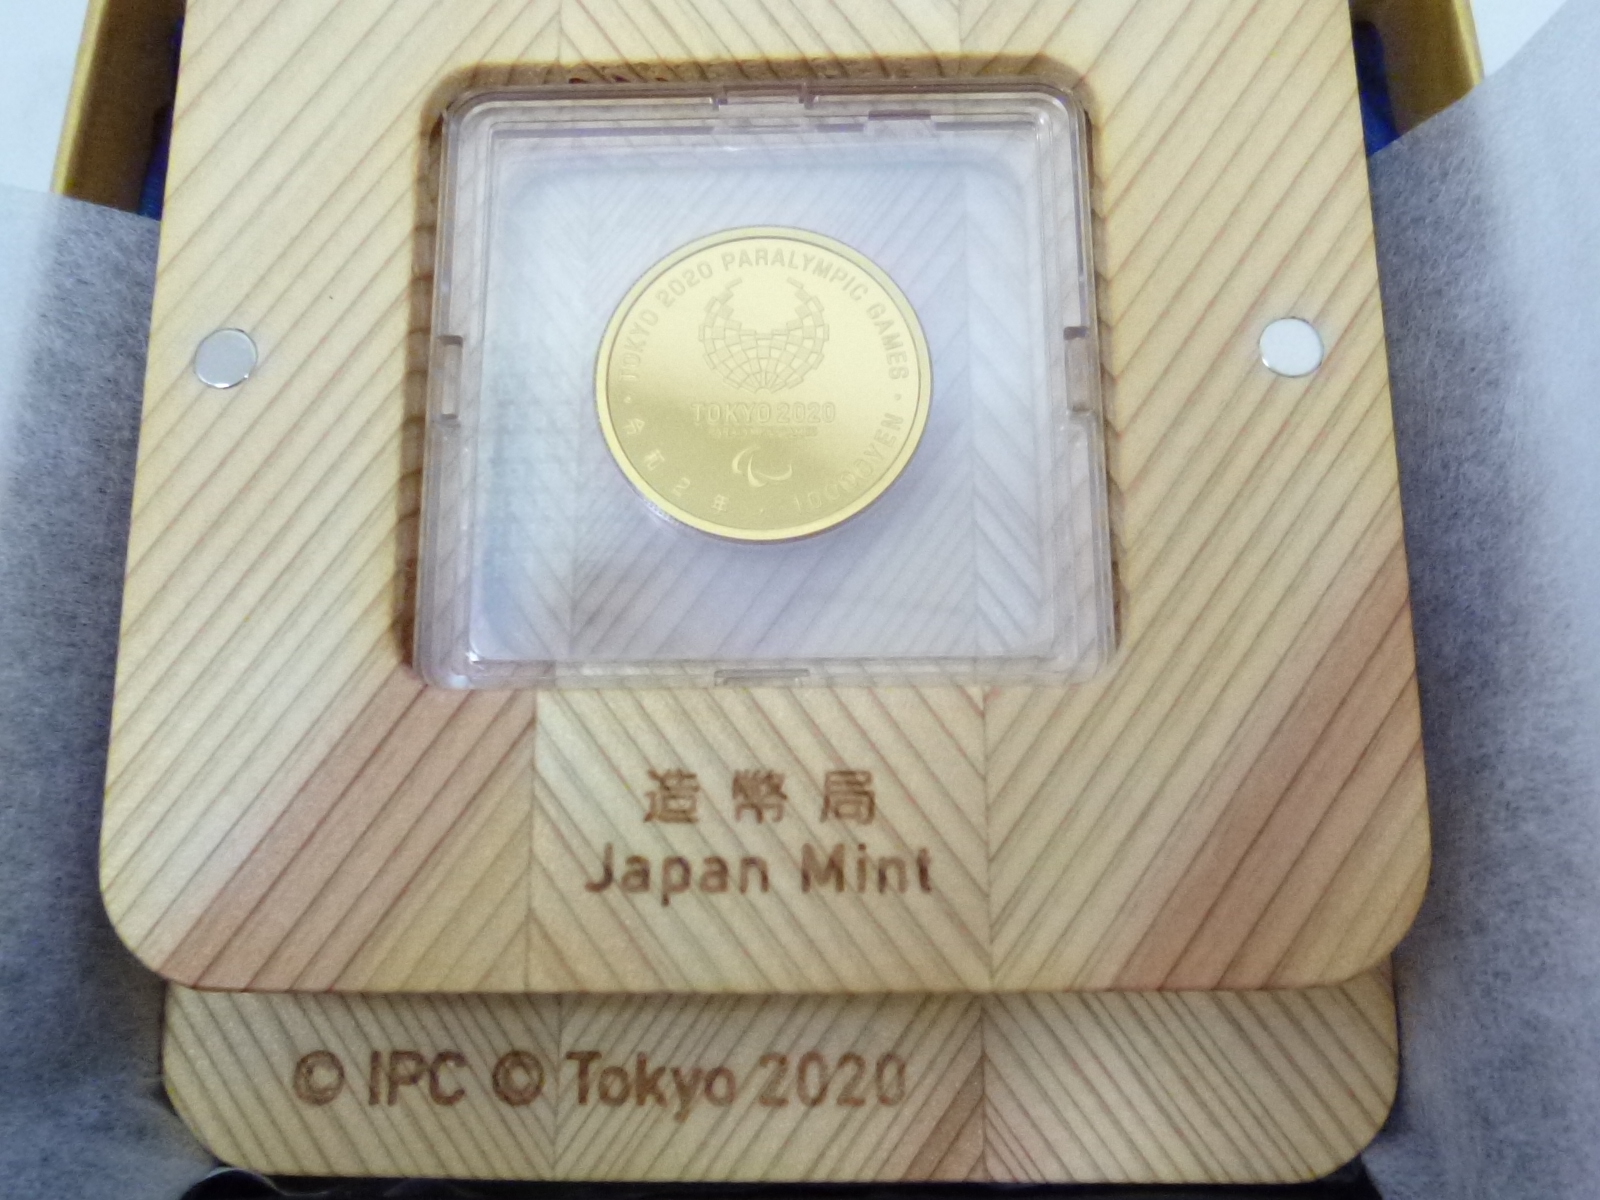 TOKYO 2020 PARALYMPIC GAMES
TOKYO 2020
令和2年・10000YEN
造幣局
Japan Mint
© IPC © Tokyo 2020